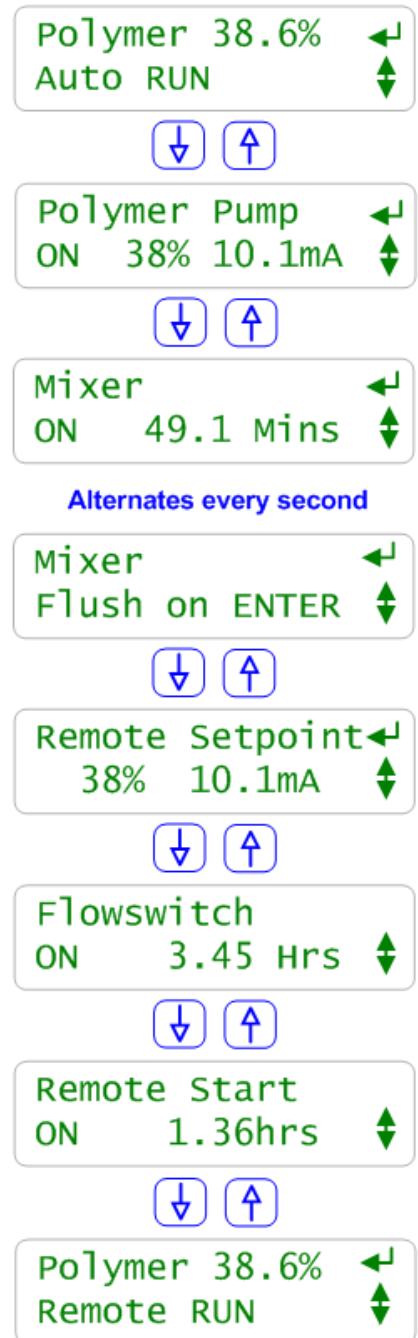 Polymer 38.6%
Auto RUN
Polymer Pump
ON 38% 10.1mA
Mixer
ON 49.1 Mins
Alternates every second
Mixer
Flush on ENTER
Remote Setpoint
38% 10.1mA
Flowswitch
ON 3.45 Hrs
Remote Start
ON 1.36hrs
Polymer 38.6%
Remote RUN